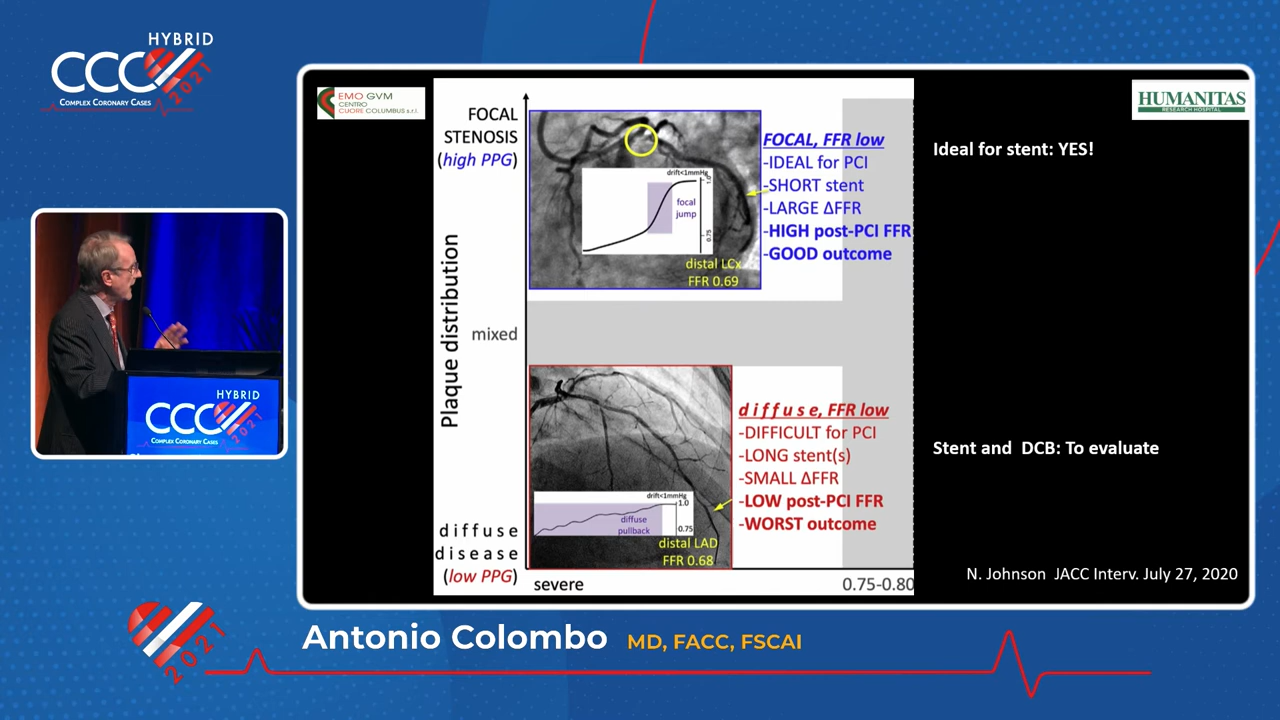 HYBRID
CCC
2021
COMPLEX CORONARY CASES
EMO GVM
CENTRO
CUORE COLUMBUS s.r.l.
HUMANITAS
RESEARCH HOSPITAL
FOCAL
STENOSIS
(high PPG)
Plaque distribution
mixed
diffuse
disease
(low PPG)
severe
0.75-0.80
drift<1mmHg
1.0
focal
jump
0.75
distal LCx
FFR 0.69
FOCAL, FFR low
-IDEAL for PCI
-SHORT stent
-LARGE ΔFFR
-HIGH post-PCI FFR
-GOOD outcome
drift<1mmHg
1.0
diffuse
pullback
0.75
distal LAD
FFR 0.68
diffuse, FFR low
-DIFFICULT for PCI
-LONG stent(s)
-SMALL ΔFFR
-LOW post-PCI FFR
-WORST outcome
Ideal for stent: YES!
Stent and DCB: To evaluate
N. Johnson JACC Interv. July 27, 2020
HYBRID
CCC
2021
COMPLEX CORONARY CASES
2021
Antonio Colombo MD, FACC, FSCAI